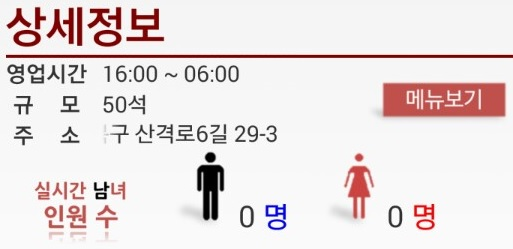 상세정보
영업시간 16:00 ~ 06:00
메뉴보기
규 모 50석
주 소 구 산격로6길 29-3
실시간 남녀
인원 수
0 명
0 명